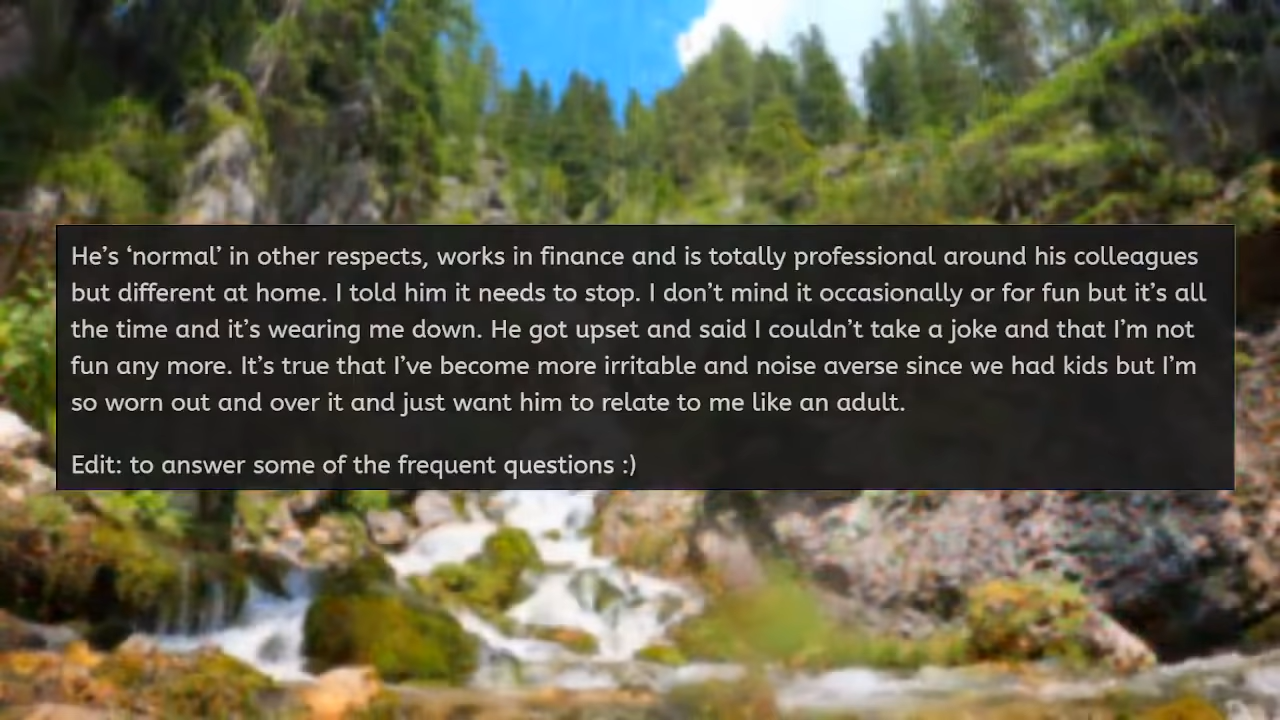 He’s ‘normal’ in other respects, works in finance and is totally professional around his colleagues
but different at home. I told him it needs to stop. I don’t mind it occasionally or for fun but it’s all
the time and it’s wearing me down. He got upset and said I couldn’t take a joke and that I’m not
fun any more. It’s true that I’ve become more irritable and noise averse since we had kids but I’m
so worn out and over it and just want him to relate to me like an adult.
Edit: to answer some of the frequent questions :)